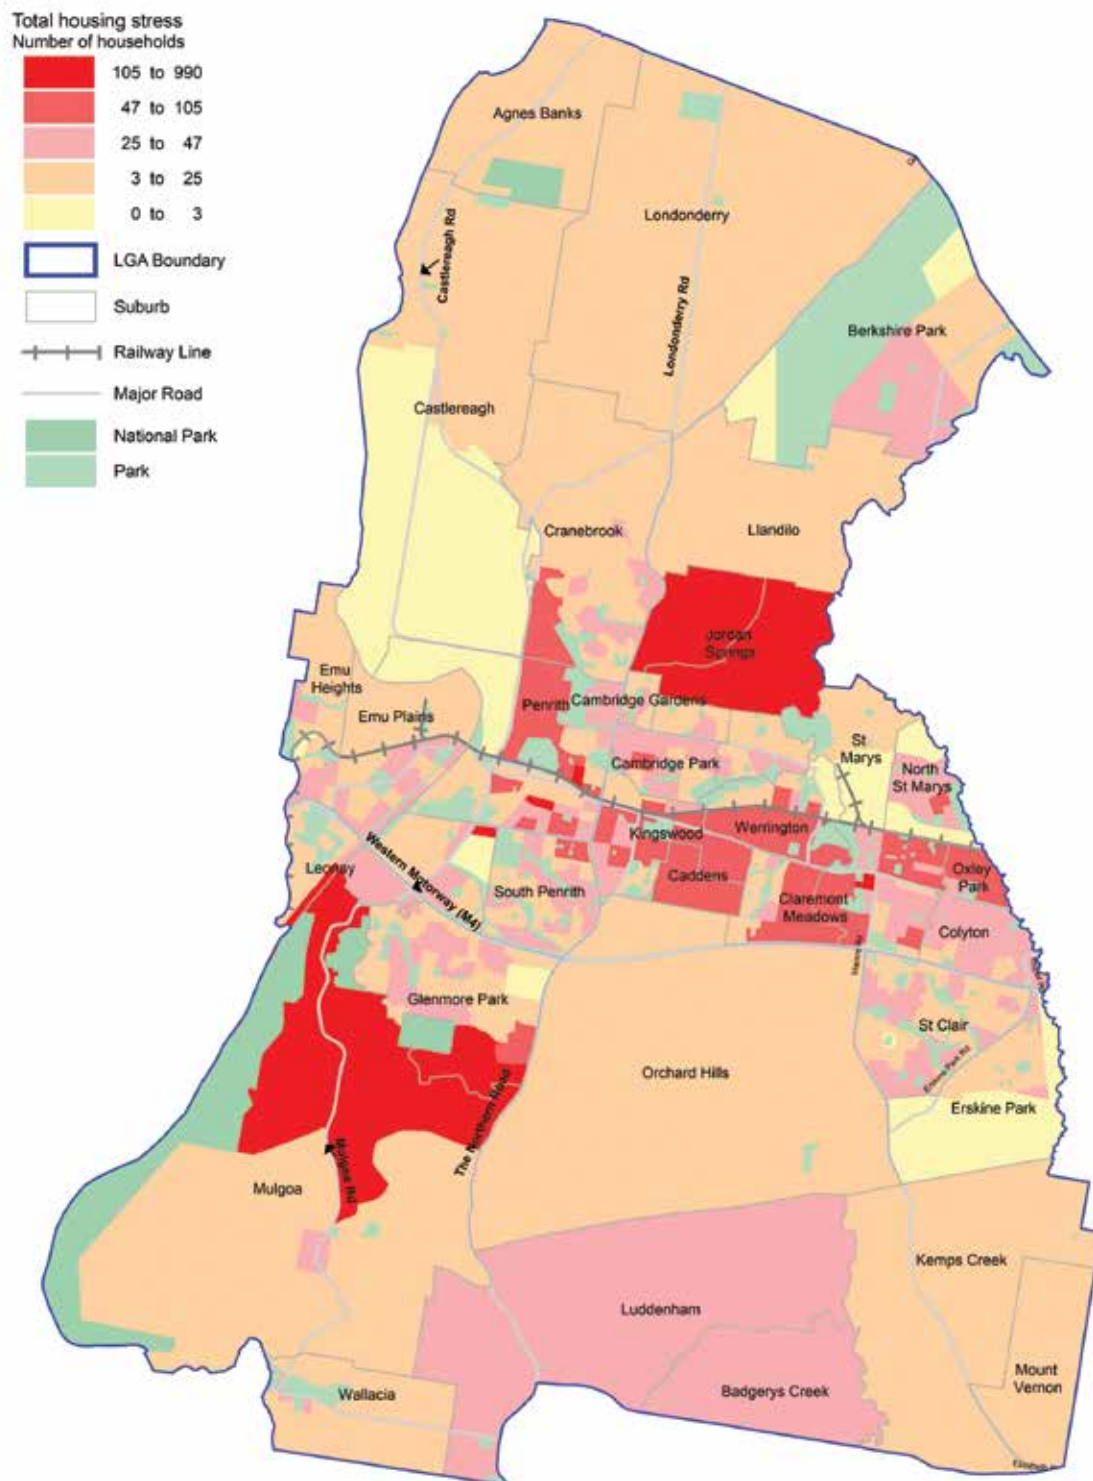 Total housing stress
Number of households
105 to 990
47 to 105
25 to 47
3 to 25
0 to 3
LGA Boundary
Suburb
Railway Line
Major Road
National Park
Park
Agnes Banks
Londonderry
Castlereagh Rd
Londonderry Rd
Berkshire Park
Castlereagh
Cranebrook
Llandilo
Jordan
Springs
Emu
Heights
Emu Plains
Penrith
Cambridge Gardens
St
Marys
North
St Marys
Cambridge Park
Kingswood
Werrington
Leonay
Western Motorway (M4)
South Penrith
Caddens
Oxley
Park
Claremont
Meadows
Colyton
Glenmore Park
St Clair
Orchard Hills
Erskine Park Rd
Erskine Park
The Northern Road
Mulgoa Rd
Mulgoa
Kemps Creek
Luddenham
Badgerys Creek
Mount
Vernon
Wallacia